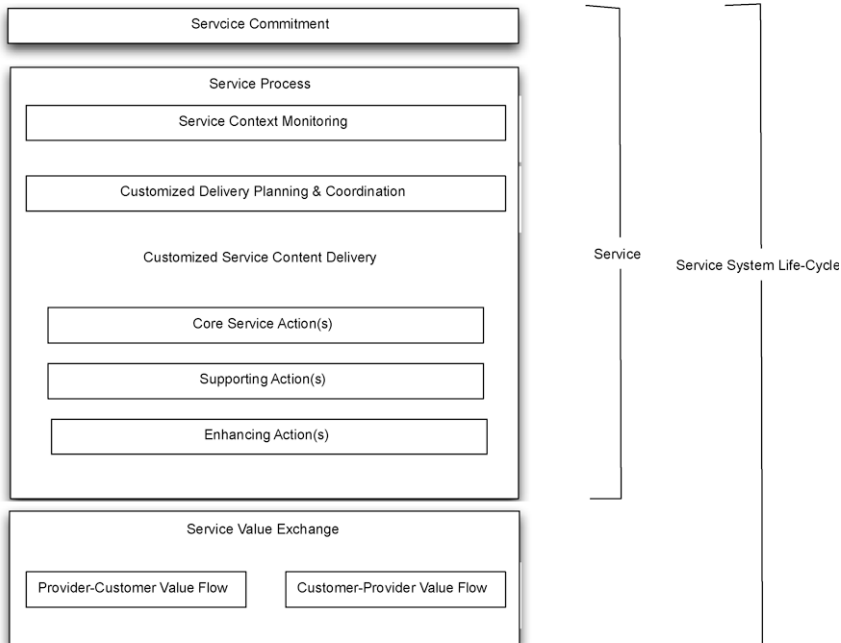 Servcice Commitment
Service Process
Service Context Monitoring
Customized Delivery Planning & Coordination
Customized Service Content Delivery
Core Service Action(s)
Supporting Action(s)
Enhancing Action(s)
Service Value Exchange
Provider-Customer Value Flow
Customer-Provider Value Flow
Service
Service System Life-Cycle